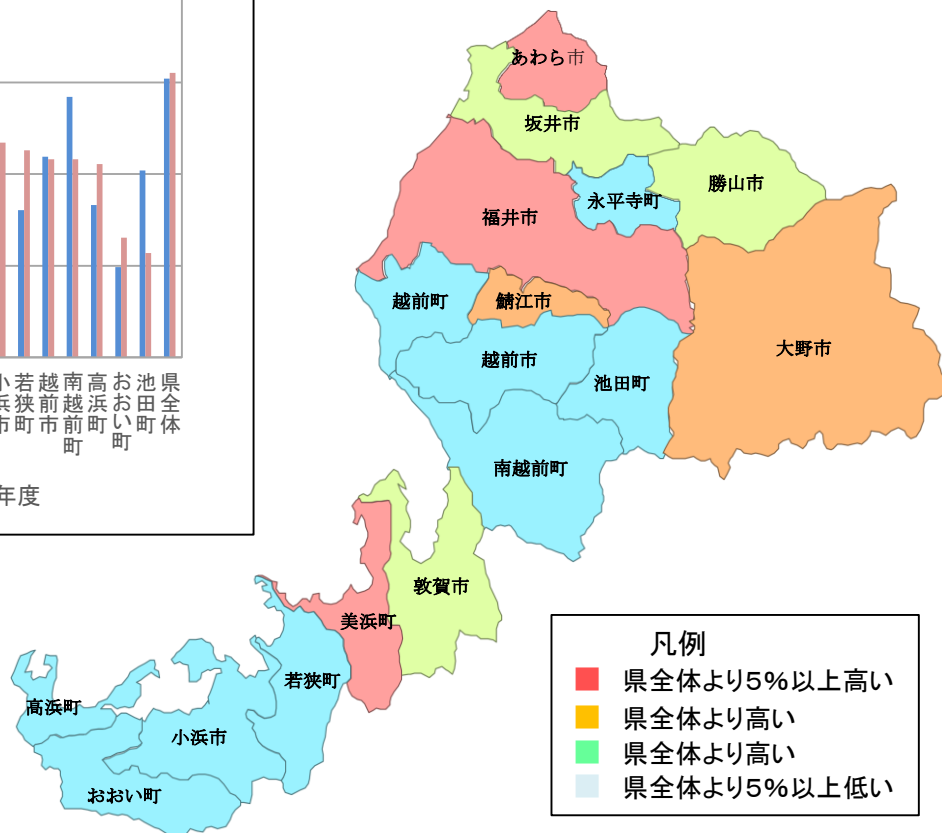 小浜市
若狭町
越前市
南越前町
高浜町
おおい町
池田町
県全体
年度
あわら市
坂井市
勝山市
永平寺町
福井市
越前町
鯖江市
大野市
越前市
池田町
南越前町
敦賀市
美浜町
若狭町
高浜町
小浜市
おおい町
凡例
県全体より5%以上高い
県全体より高い
県全体より高い
県全体より5%以上低い